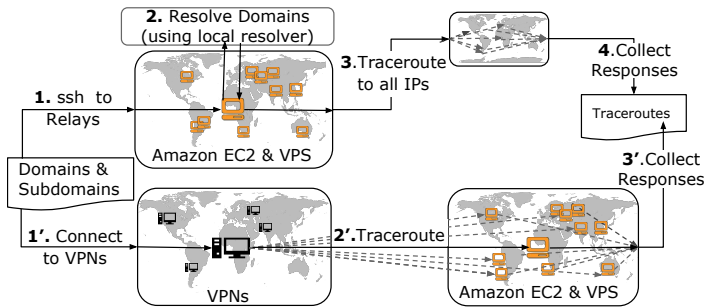 2. Resolve Domains
(using local resolver)
3.Traceroute
to all IPs
4.Collect
Responses
1. ssh to
Relays
Amazon EC2 & VPS
Traceroutes
Domains &
Subdomains
3'.Collect
Responses
1'. Connect
to VPNs
2'.Traceroute
VPNs
Amazon EC2 & VPS